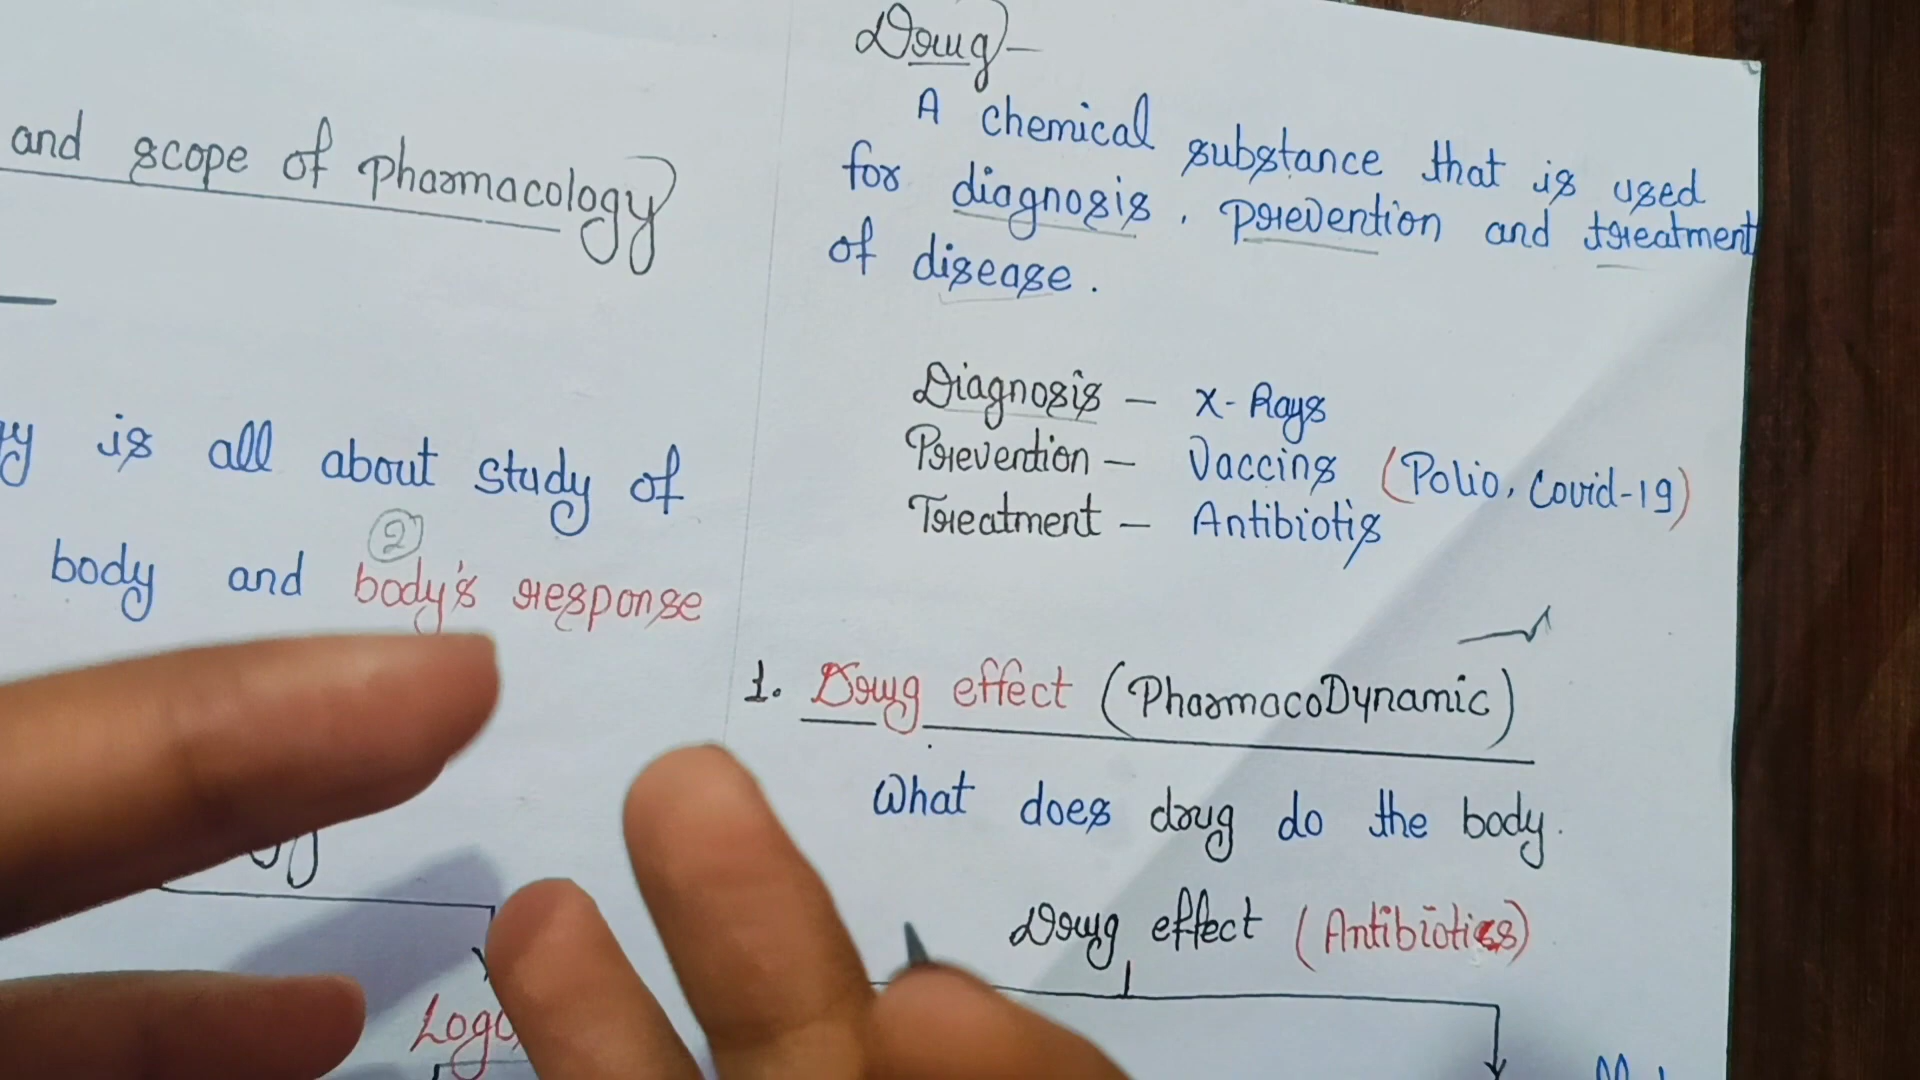 and scope of pharmacology
is all about study of
2
body and body's response
Logo
Drug-
A chemical substance that is used
for diagnosis, prevention and treatment
of disease.
Diagnosis - X-Rays
Prevention - Vaccins (Polio, Covid-19)
Treatment - Antibiotis
1. Drug effect (PharmacoDynamic)
What does drug do the body.
Drug effect (Antibiotics)